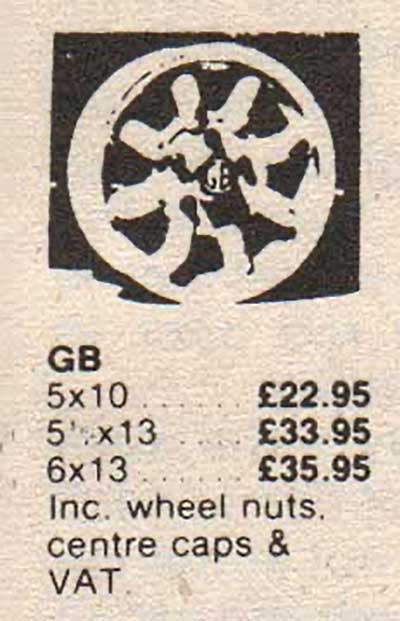 GB
GB
5x10 ...... £22.95
5½x13 ..... £33.95
6x13 ...... £35.95
Inc. wheel nuts,
centre caps &
VAT.